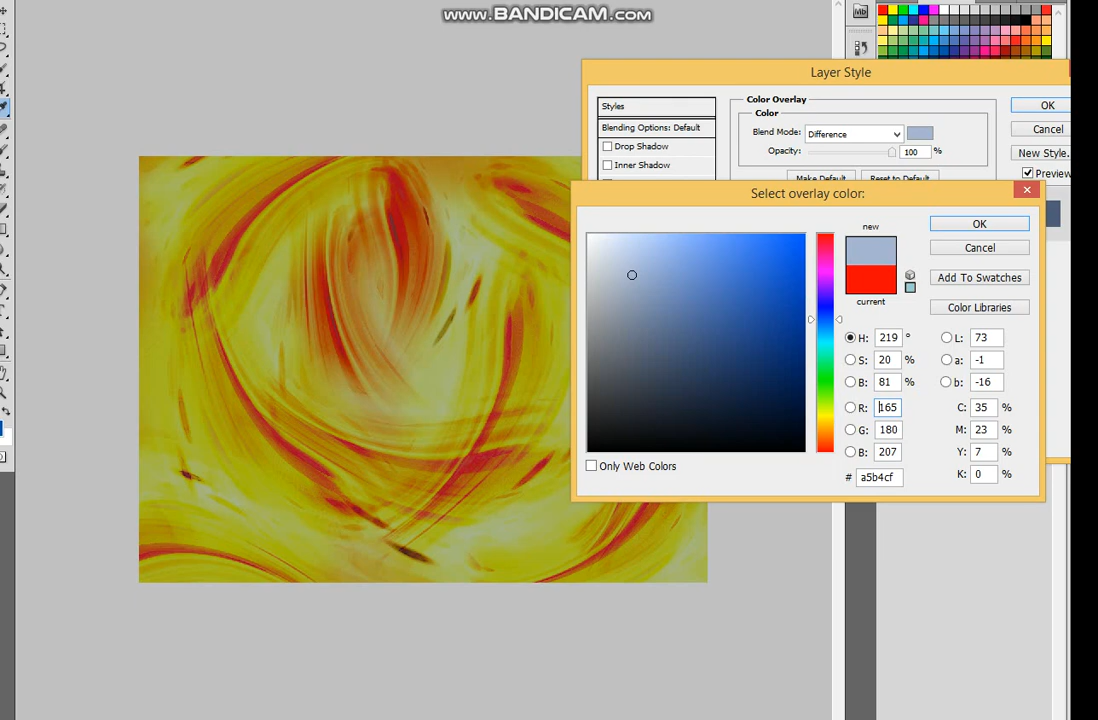 www.BANDICAM.com
Mb
Layer Style
Styles
Blending Options: Default
Drop Shadow
Inner Shadow
Color Overlay
Color
Blend Mode: Difference
Opacity: 100 %
Make Default Reset to Default
OK
Cancel
New Style.
Preview
Select overlay color:
new
current
OK
Cancel
Add To Swatches
Color Libraries
H: 219 ° L: 73
S: 20 % a: -1
B: 81 % b: -16
R: 165 C: 35 %
G: 180 M: 23 %
B: 207 Y: 7 %
# a5b4cf K: 0 %
Only Web Colors